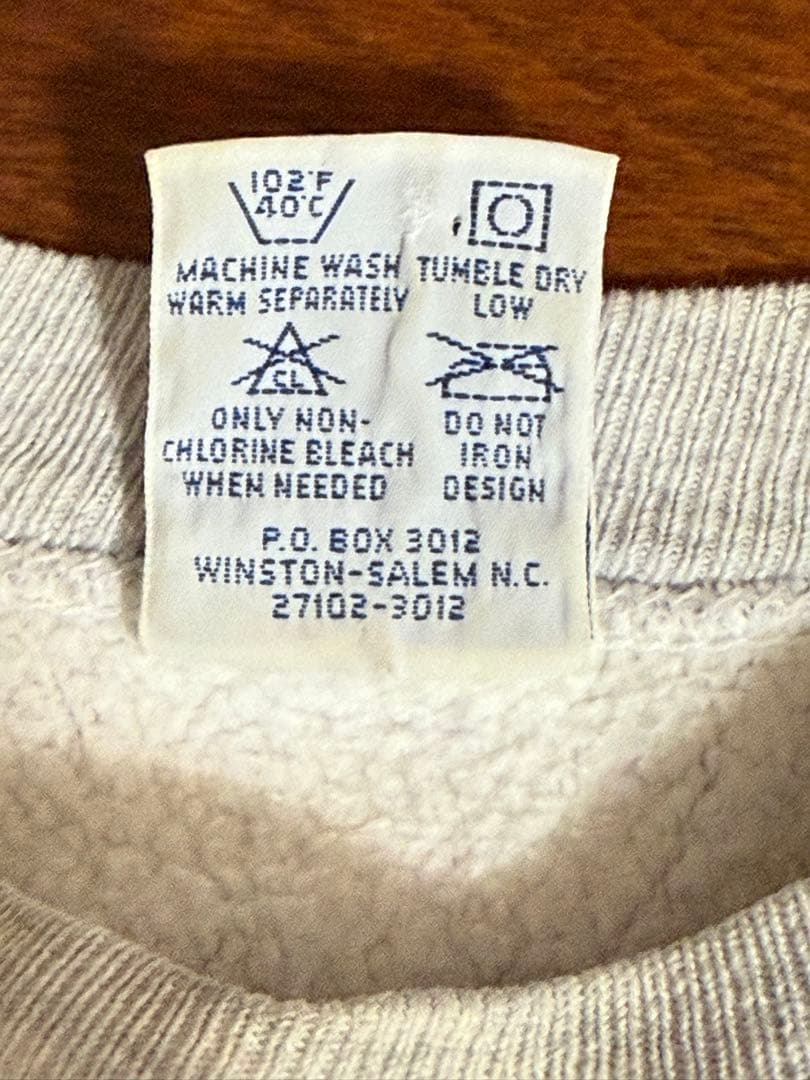 102°F
40°C
MACHINE WASH
WARM SEPARATELY
TUMBLE DRY
LOW
CL
ONLY NON-
CHLORINE BLEACH
WHEN NEEDED
DO NOT
IRON
DESIGN
P.O. BOX 3012
WINSTON-SALEM N.C.
27102-3012